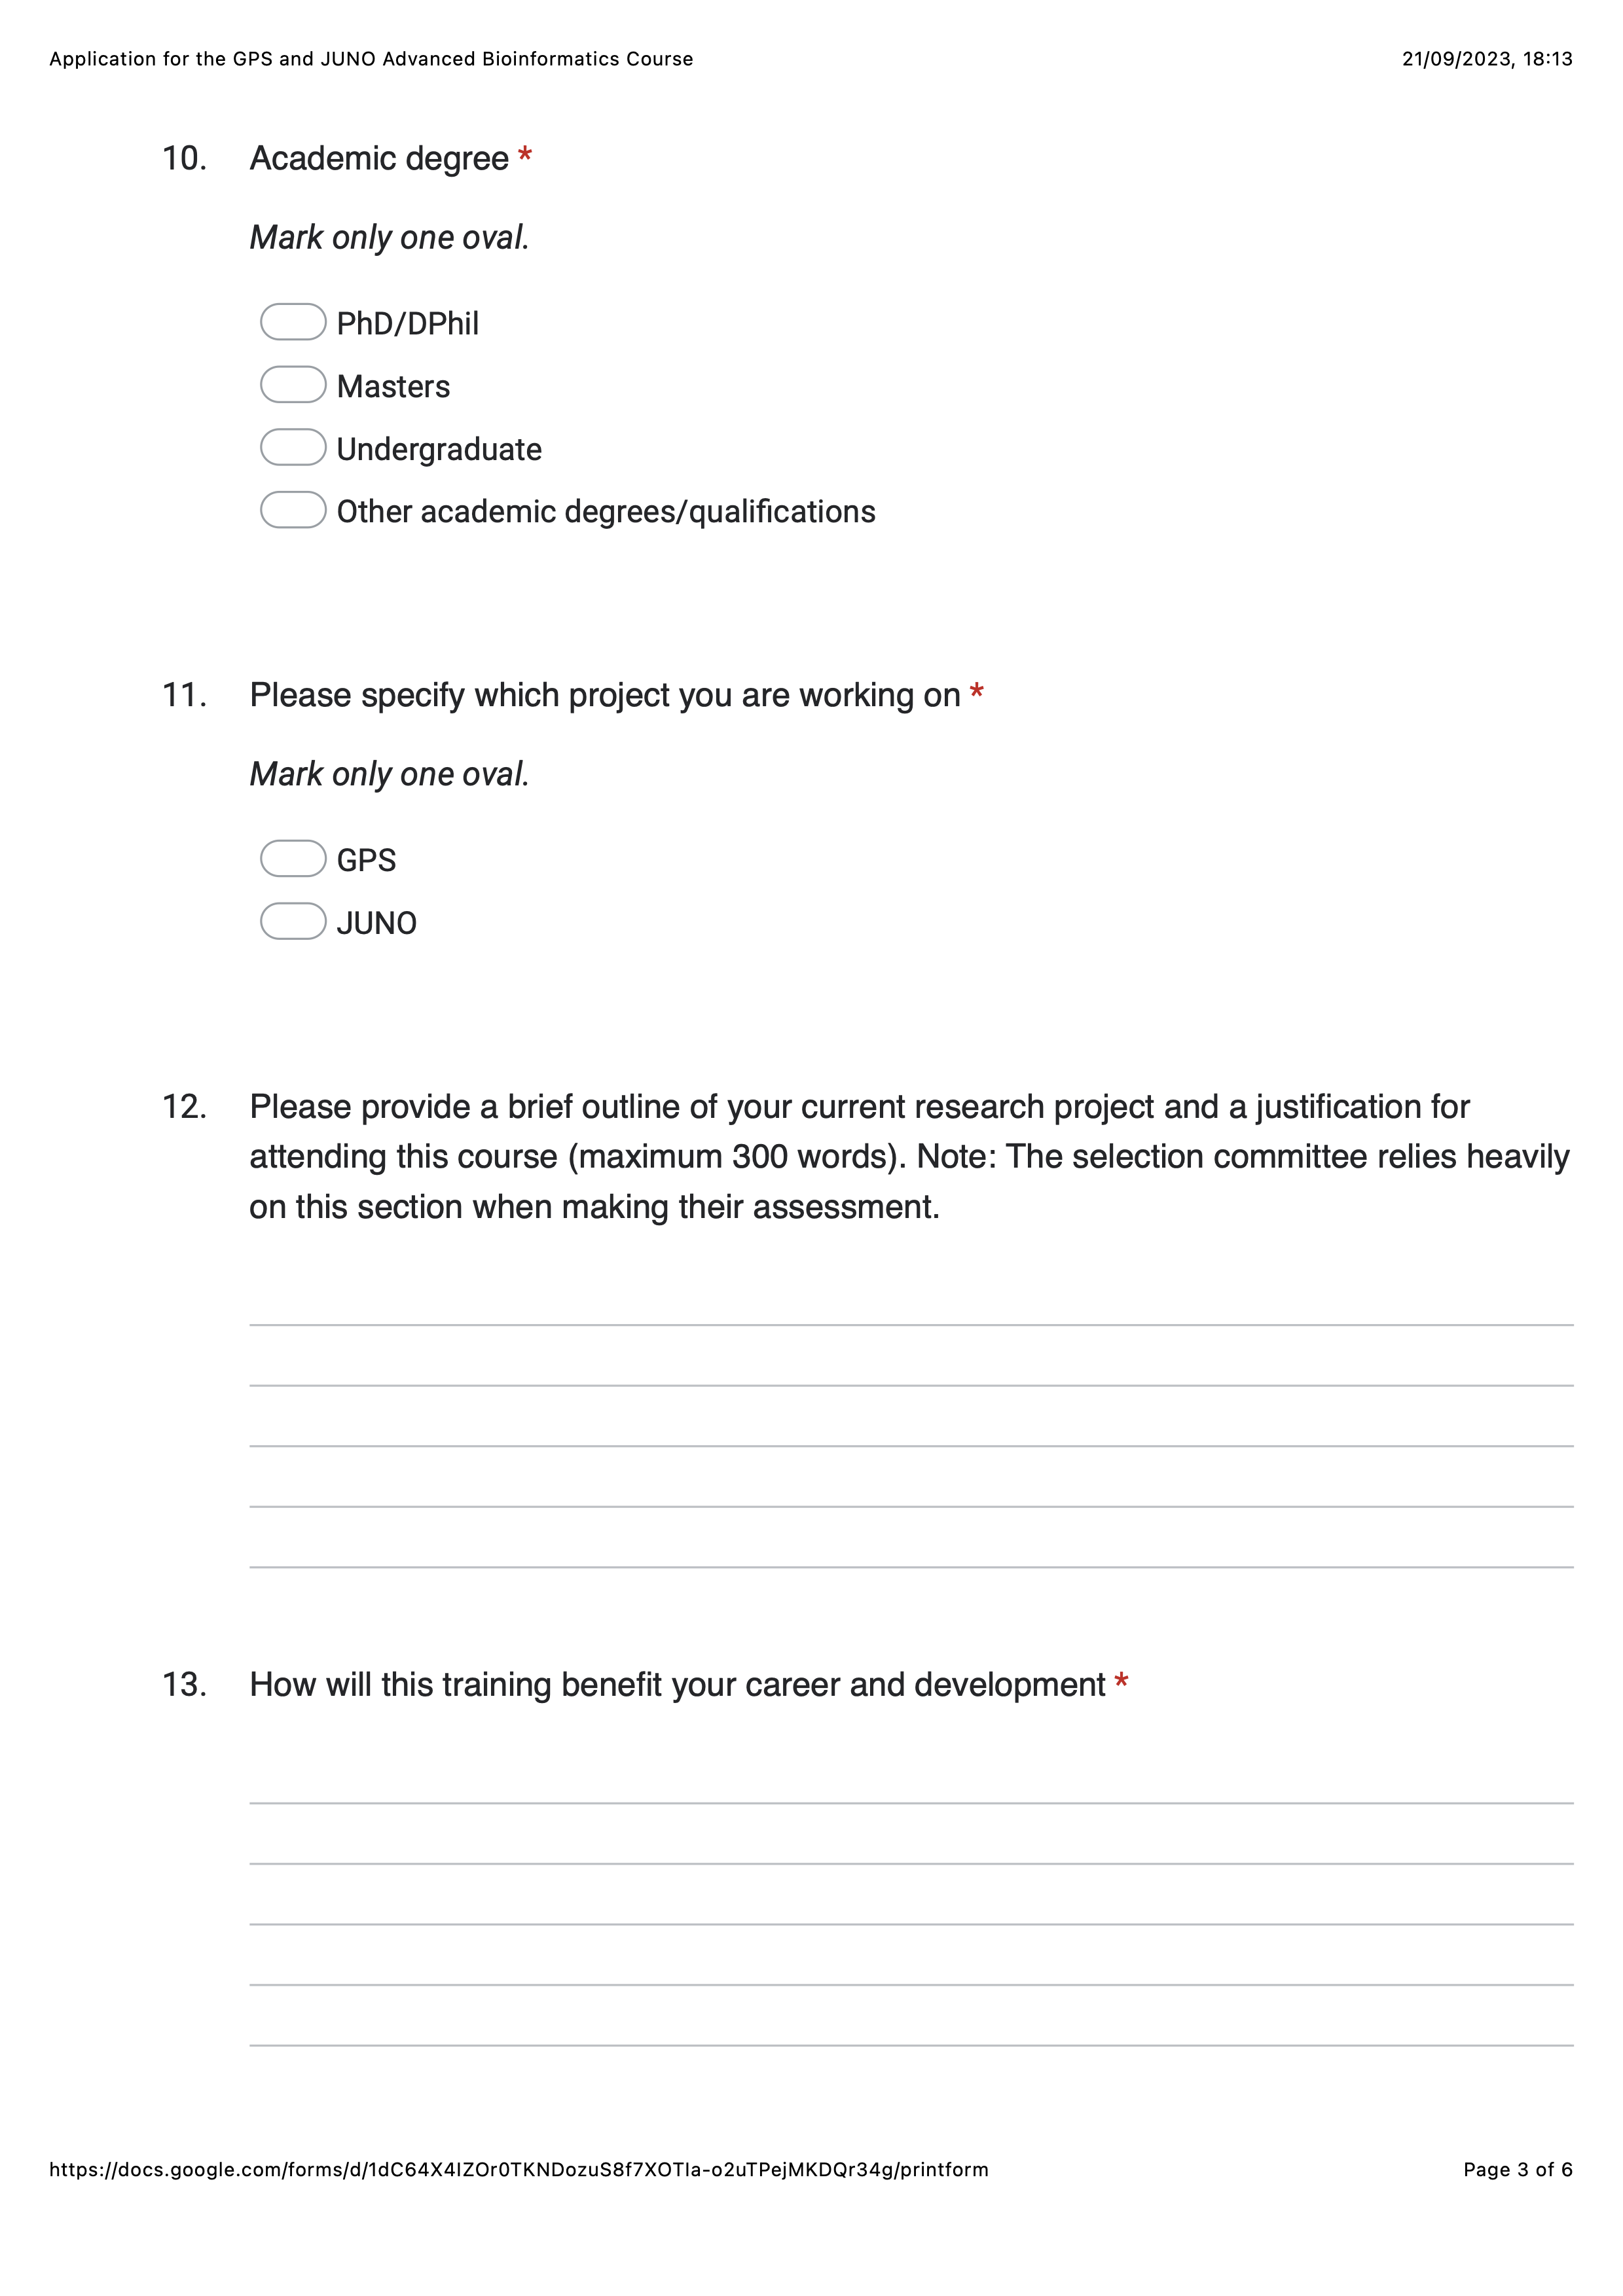 Application for the GPS and JUNO Advanced Bioinformatics Course 21/09/2023, 18:13
10. Academic degree *
Mark only one oval.
PhD/DPhil
Masters
Undergraduate
Other academic degrees/qualifications
11. Please specify which project you are working on *
Mark only one oval.
GPS
JUNO
12. Please provide a brief outline of your current research project and a justification for
attending this course (maximum 300 words). Note: The selection committee relies heavily
on this section when making their assessment.
13. How will this training benefit your career and development *
https://docs.google.com/forms/d/1dC64X4IZOr0TKNDozuS8f7XOTIa-o2uTPejMKDQr34g/printform Page 3 of 6